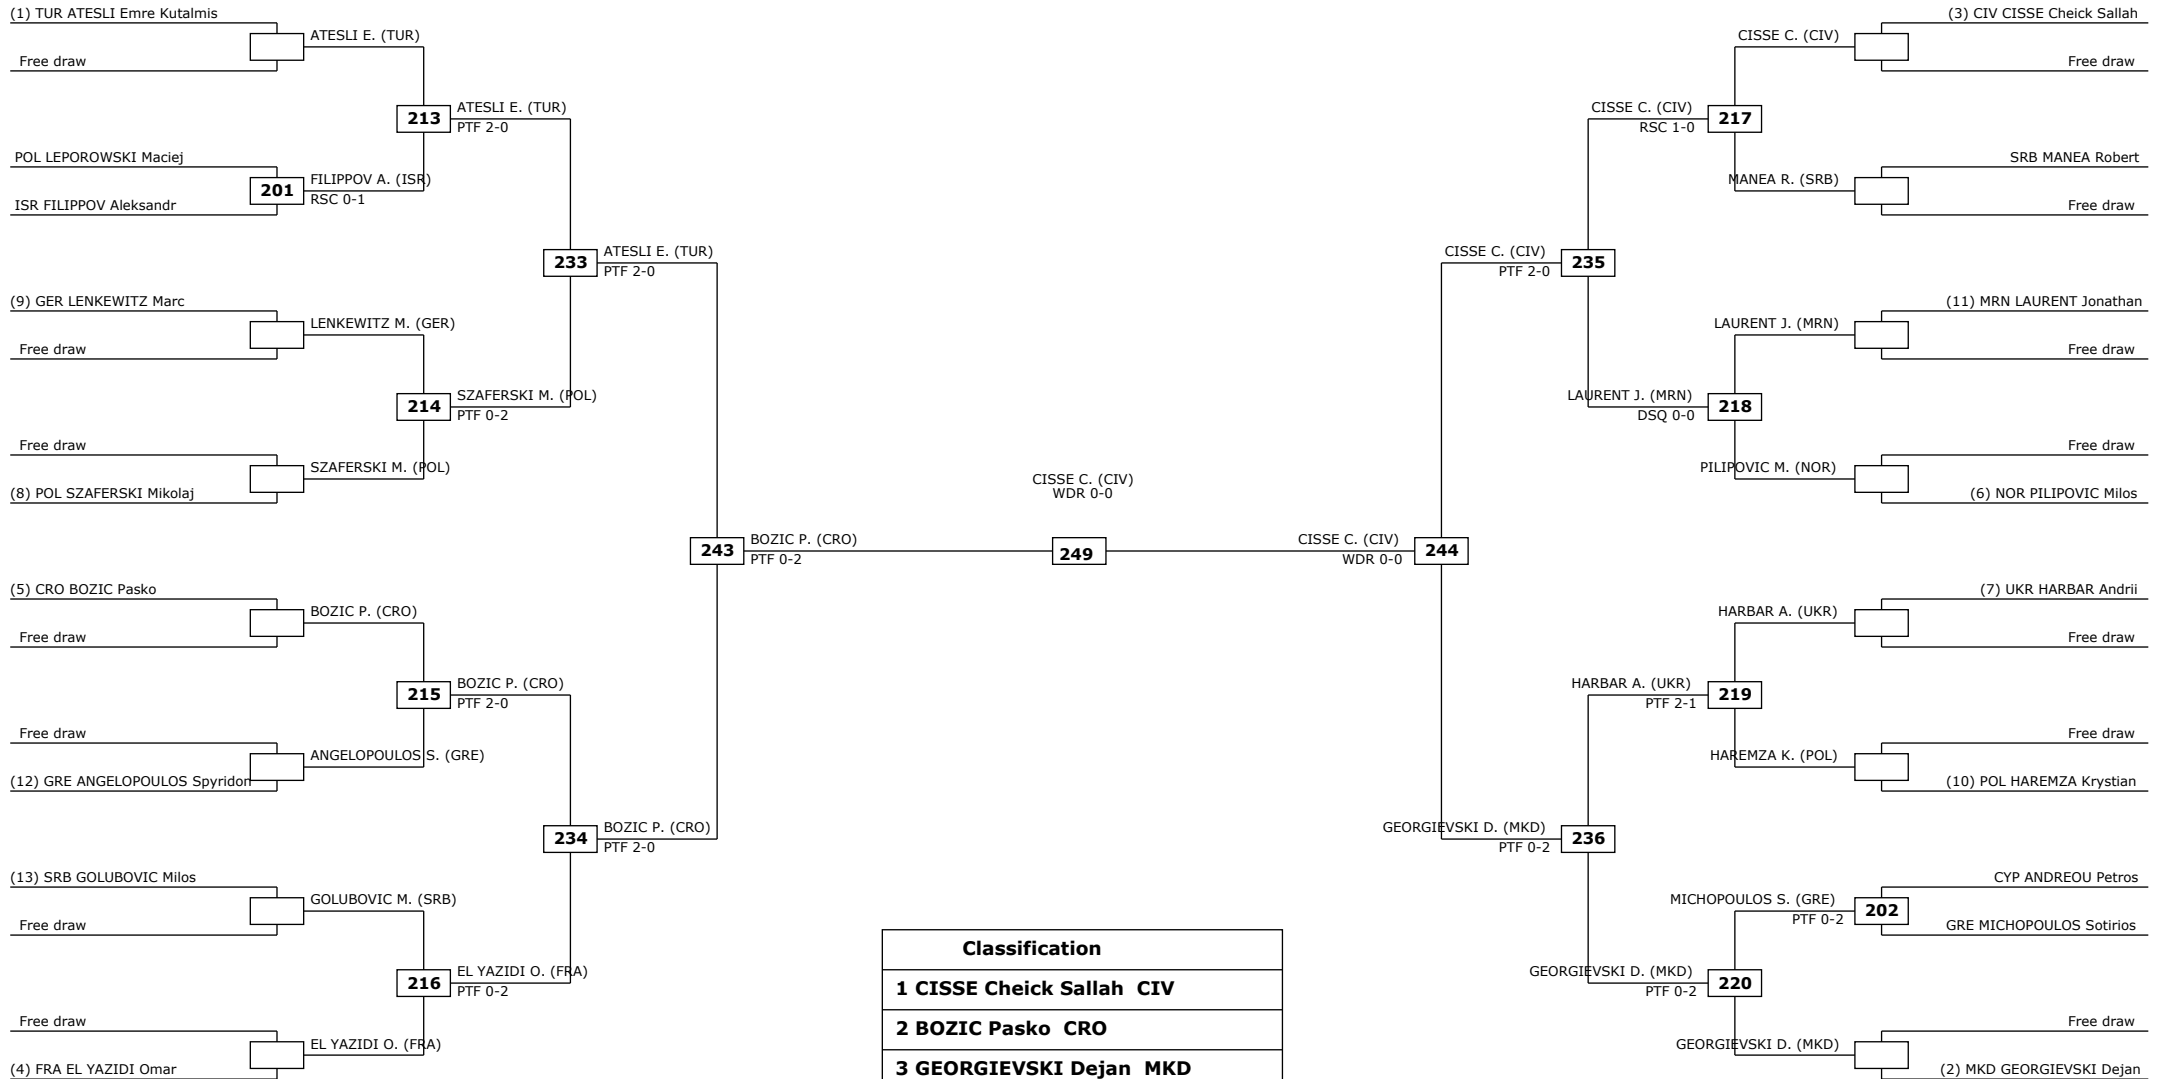 (1) TUR ATESLI Emre Kutalmis
ATESLI E. (TUR)
Free draw
213
ATESLI E. (TUR)
PTF 2-0
POL LEPOROWSKI Maciej
201
FILIPPOV A. (ISR)
RSC 0-1
ISR FILIPPOV Aleksandr
233
ATESLI E. (TUR)
PTF 2-0
(9) GER LENKEWITZ Marc
LENKEWITZ M. (GER)
Free draw
214
SZAFERSKI M. (POL)
PTF 0-2
Free draw
SZAFERSKI M. (POL)
(8) POL SZAFERSKI Mikolaj
243
BOZIC P. (CRO)
PTF 0-2
(5) CRO BOZIC Pasko
BOZIC P. (CRO)
Free draw
215
BOZIC P. (CRO)
PTF 2-0
Free draw
ANGELOPOULOS S. (GRE)
(12) GRE ANGELOPOULOS Spyridon
234
BOZIC P. (CRO)
PTF 2-0
(13) SRB GOLUBOVIC Milos
GOLUBOVIC M. (SRB)
Free draw
216
EL YAZIDI O. (FRA)
PTF 0-2
Free draw
EL YAZIDI O. (FRA)
(4) FRA EL YAZIDI Omar
CISSE C. (CIV)
WDR 0-0
249
Classification
1 CISSE Cheick Sallah CIV
2 BOZIC Pasko CRO
3 GEORGIEVSKI Dejan MKD
(3) CIV CISSE Cheick Sallah
CISSE C. (CIV)
Free draw
CISSE C. (CIV)
RSC 1-0
217
SRB MANEA Robert
MANEA R. (SRB)
Free draw
CISSE C. (CIV)
PTF 2-0
235
(11) MRN LAURENT Jonathan
LAURENT J. (MRN)
Free draw
LAURENT J. (MRN)
DSQ 0-0
218
Free draw
PILIPOVIC M. (NOR)
(6) NOR PILIPOVIC Milos
CISSE C. (CIV)
WDR 0-0
244
(7) UKR HARBAR Andrii
HARBAR A. (UKR)
Free draw
HARBAR A. (UKR)
PTF 2-1
219
Free draw
HAREMZA K. (POL)
(10) POL HAREMZA Krystian
GEORGIEVSKI D. (MKD)
PTF 0-2
236
CYP ANDREOU Petros
MICHOPOULOS S. (GRE)
PTF 0-2
202
GRE MICHOPOULOS Sotirios
GEORGIEVSKI D. (MKD)
PTF 0-2
220
Free draw
GEORGIEVSKI D. (MKD)
(2) MKD GEORGIEVSKI Dejan